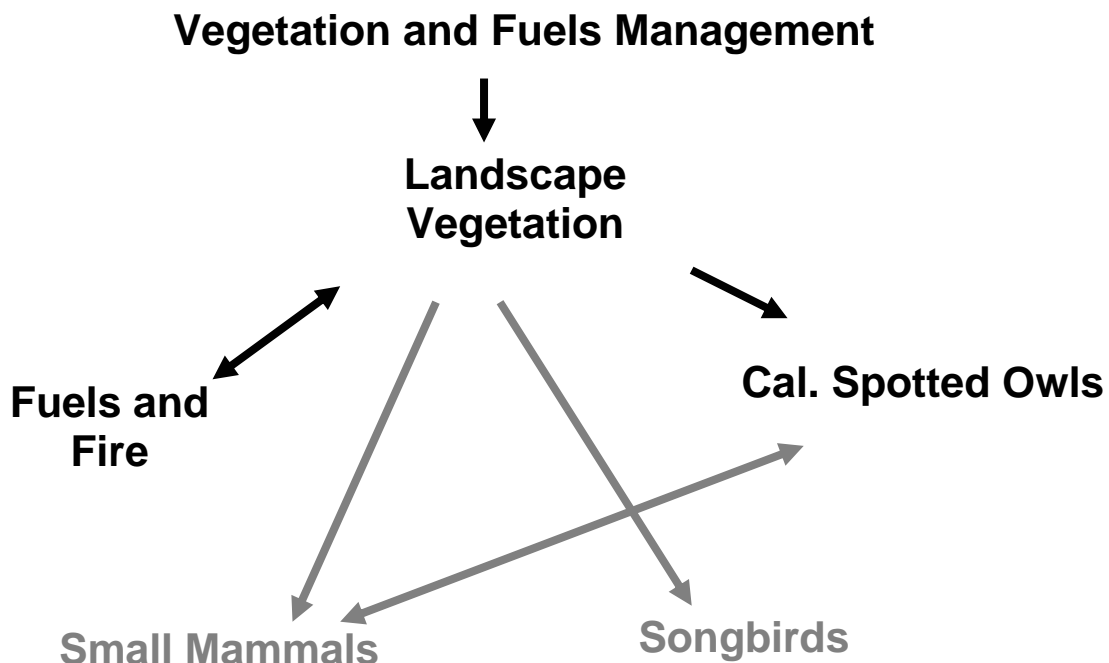 Vegetation and Fuels Management
Landscape
Vegetation
Cal. Spotted Owls
Fuels and
Fire
Small Mammals
Songbirds